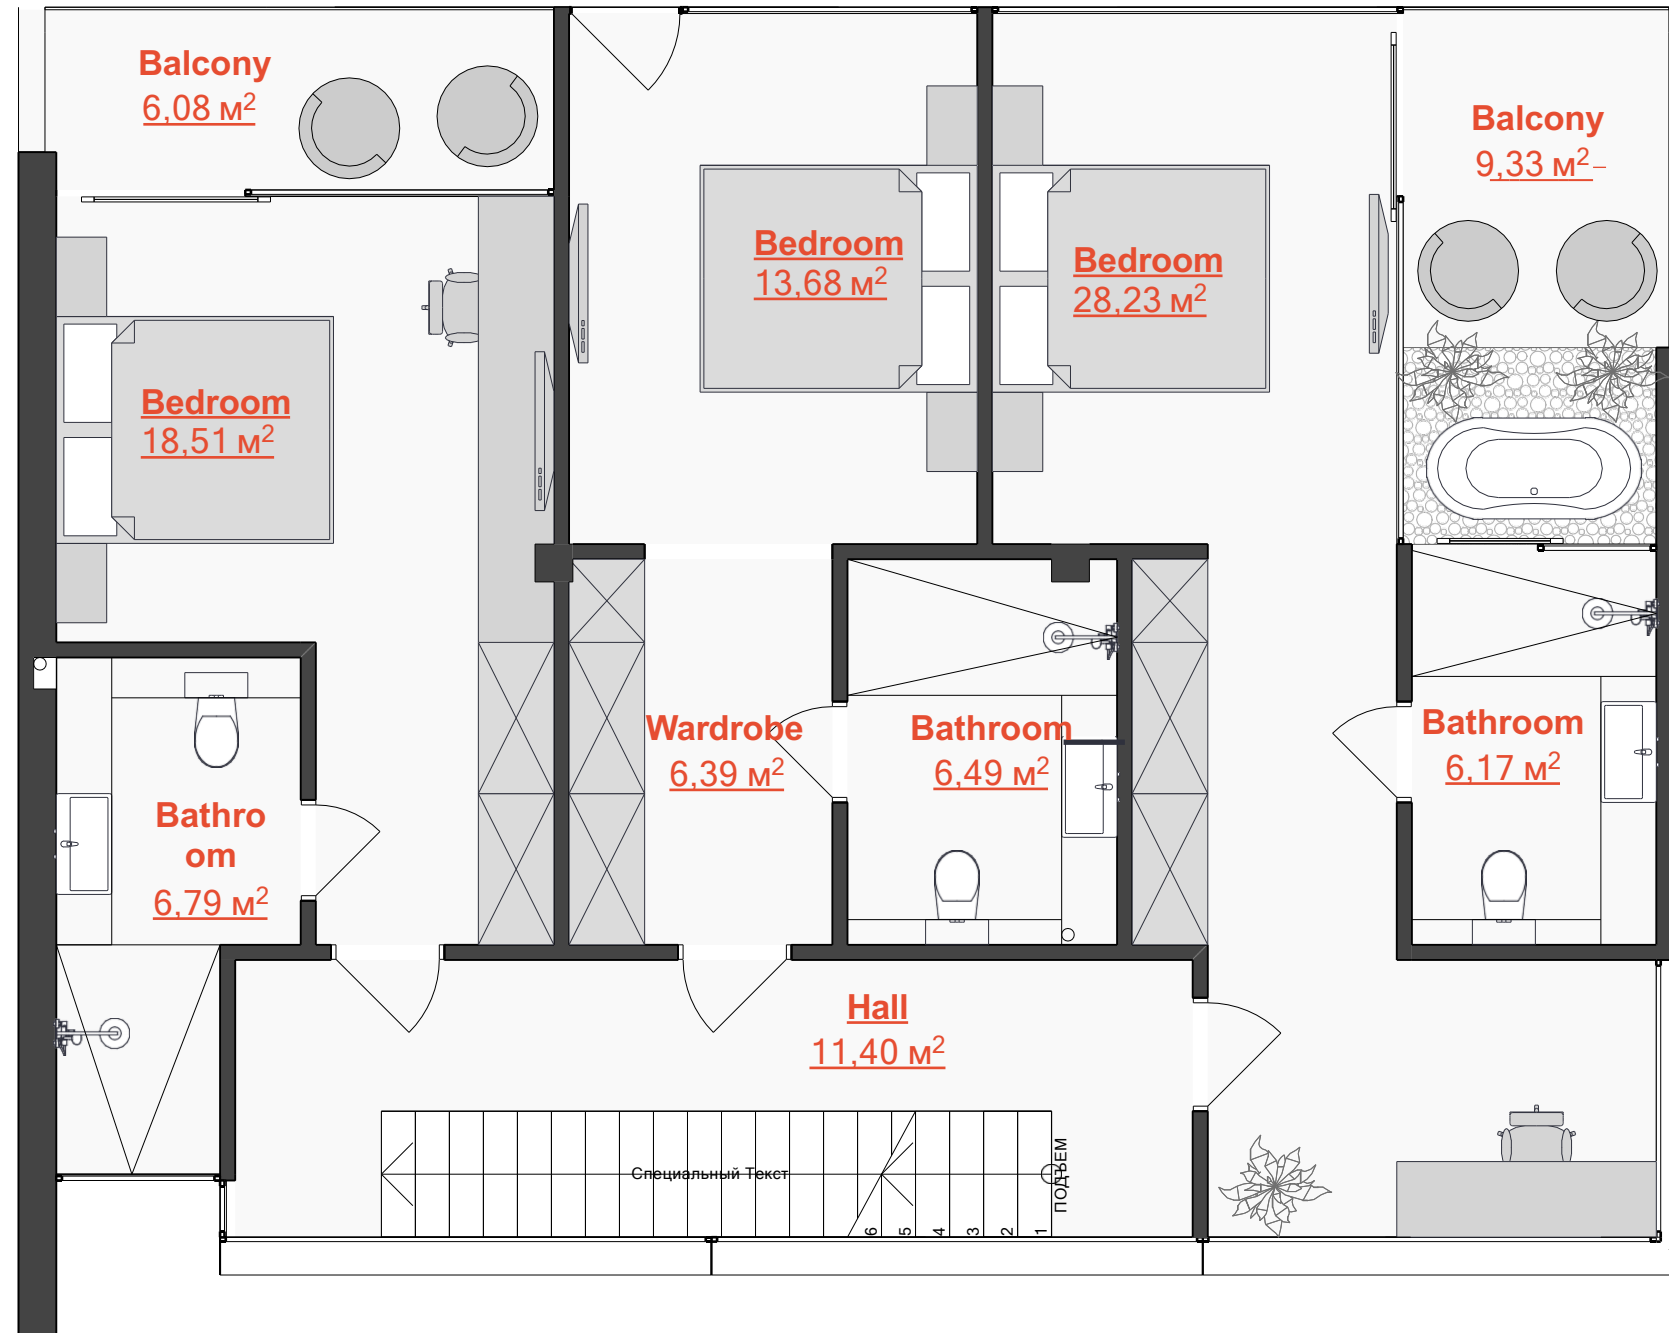 Balcony
6,08 м²
Balcony
9,33 м²
Bedroom
13,68 м²
Bedroom
28,23 м²
Bedroom
18,51 м²
Wardrobe
6,39 м²
Bathroom
6,49 м²
Bathroom
6,17 м²
Bathro
om
6,79 м²
Hall
11,40 м²
Специальный Текст
ПОДЪЕМ
6
5
4
3
2
1